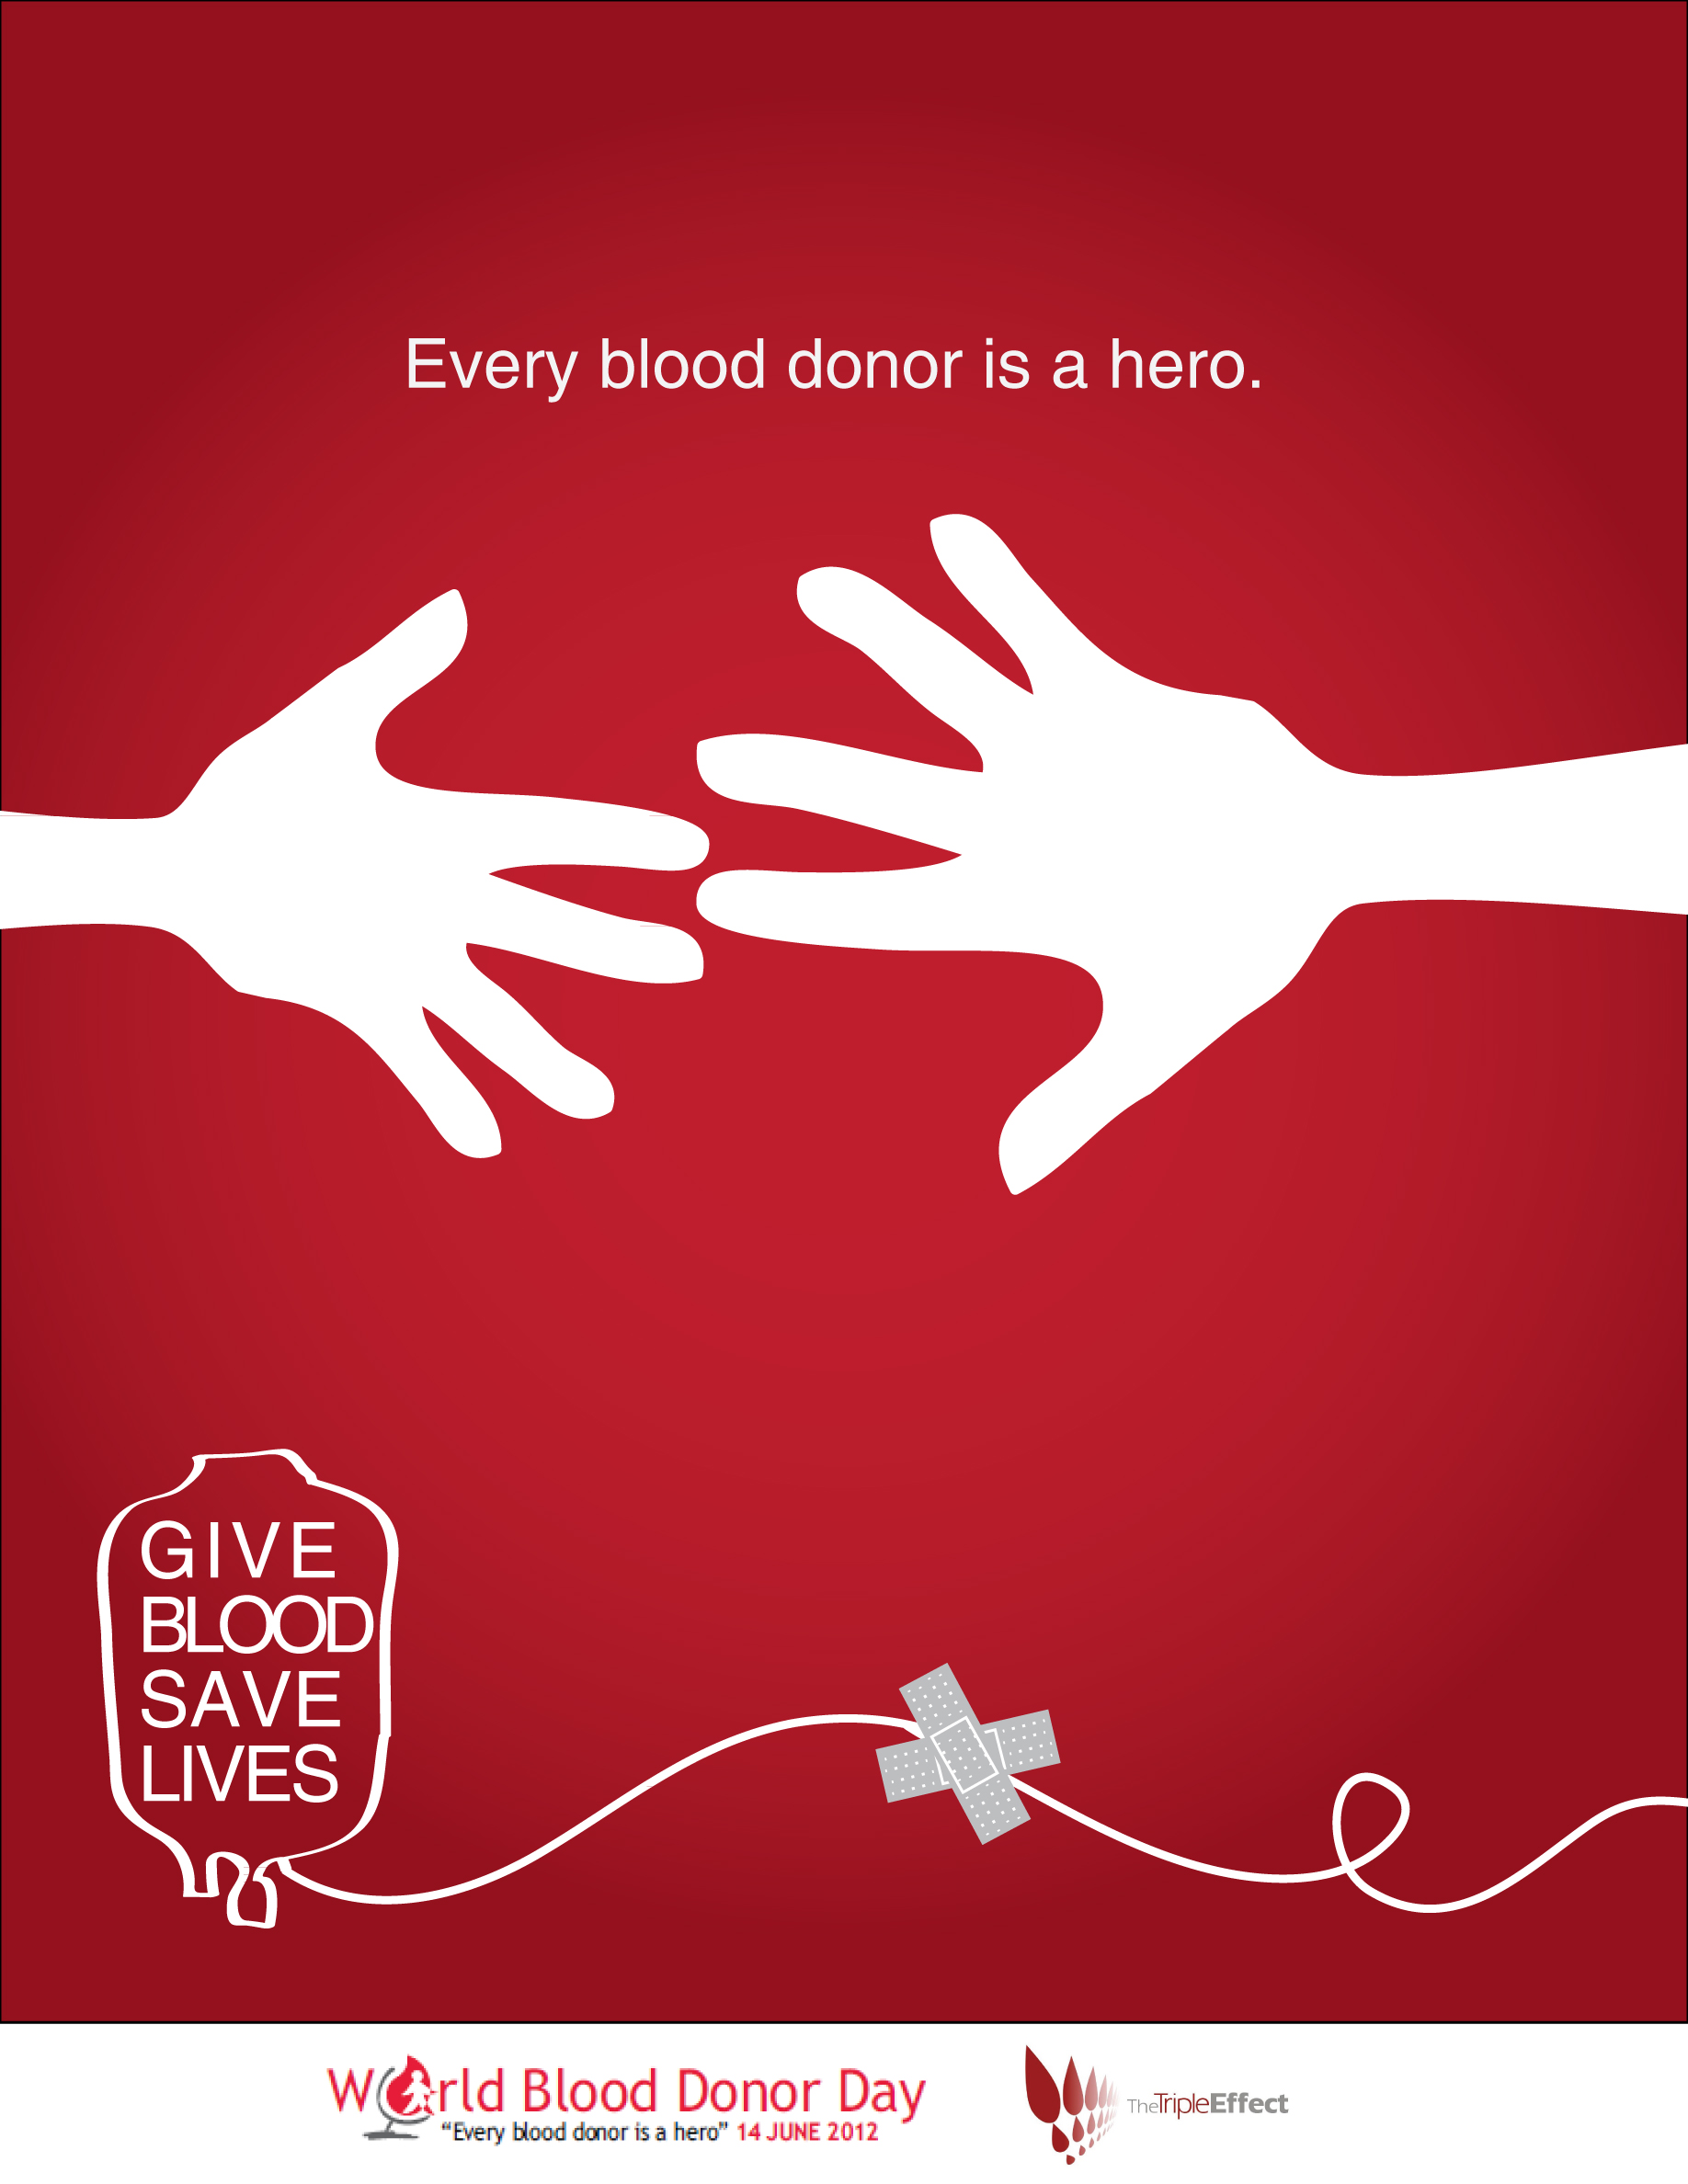 Every blood donor is a hero.
GIVE
BLOOD
SAVE
LIVES
World Blood Donor Day
“Every blood donor is a hero” 14 JUNE 2012
TheTripleEffect